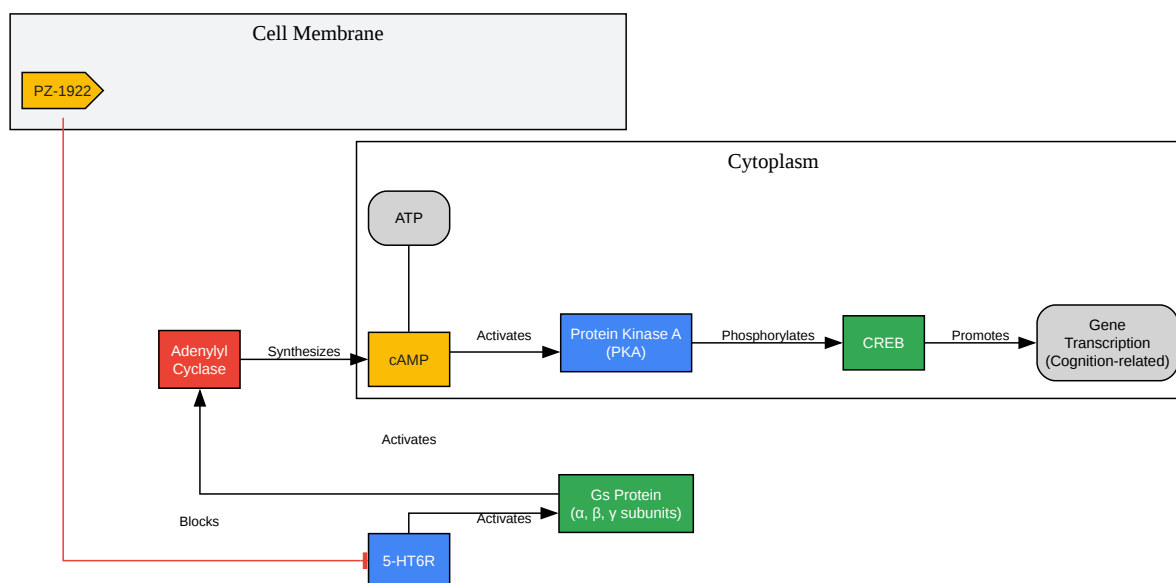 Cell Membrane
PZ-1922
Cytoplasm
ATP
Adenylyl
Cyclase
Synthesizes
cAMP
Activates
Protein Kinase A
(PKA)
Phosphorylates
CREB
Promotes
Gene
Transcription
(Cognition-related)
Activates
Gs Protein
(α, β, γ subunits)
Blocks
Activates
5-HT6R